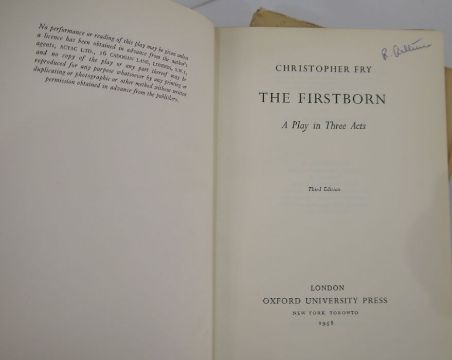 No performance or reading of this play may be given unless
a licence has been obtained in advance from the author's
agents, ACTAC LTD., 16 CADOGAN LANE, LONDON, S.W.1,
and no copy of the play or any part thereof may be
reproduced for any purpose whatsoever by any printing or
duplicating or photographic or other method without written
permission obtained in advance from the publishers.
CHRISTOPHER FRY
THE FIRSTBORN
A Play in Three Acts
Third Edition
LONDON
OXFORD UNIVERSITY PRESS
NEW YORK TORONTO
1958